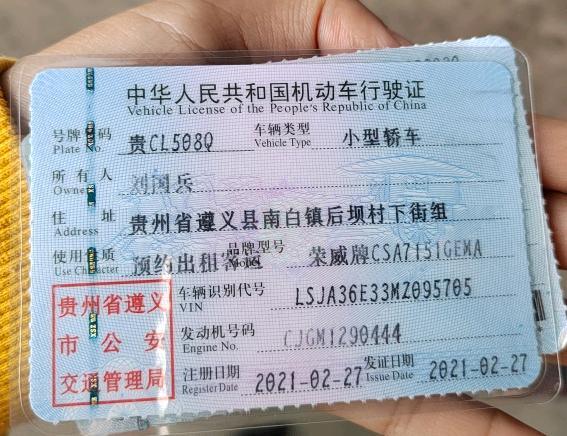 中华人民共和国机动车行驶证
Vehicle License of the People's Republic of China
号牌号码 贵CL508Q 车辆类型 小型轿车
Plate No. Vehicle Type
所有人 刘国兵
Owner
住址 贵州省遵义县南白镇后坝村下街组
Address
使用性质 预约出租客运 品牌型号 荣威牌CSA7151GEMA
Use Character Model
车辆识别代号 LSJA36E33MZ095705
VIN
贵州省遵义市公安交通管理局
发动机号码 CJGM1290444
Engine No.
注册日期 2021-02-27 发证日期 2021-02-27
Register Date Issue Date